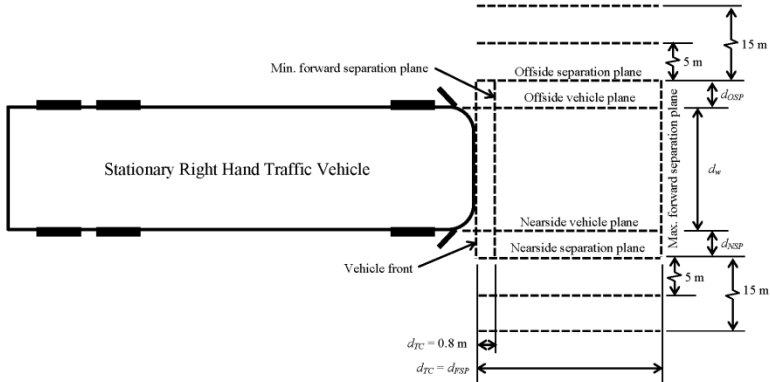 15 m
5 m
Min. forward separation plane
Offside separation plane
Offside vehicle plane
d_OSP
Stationary Right Hand Traffic Vehicle
Max. forward separation plane
d_w
Nearside vehicle plane
Nearside separation plane
d_NSP
Vehicle front
5 m
15 m
d_TC = 0.8 m
d_TC = d_FSP